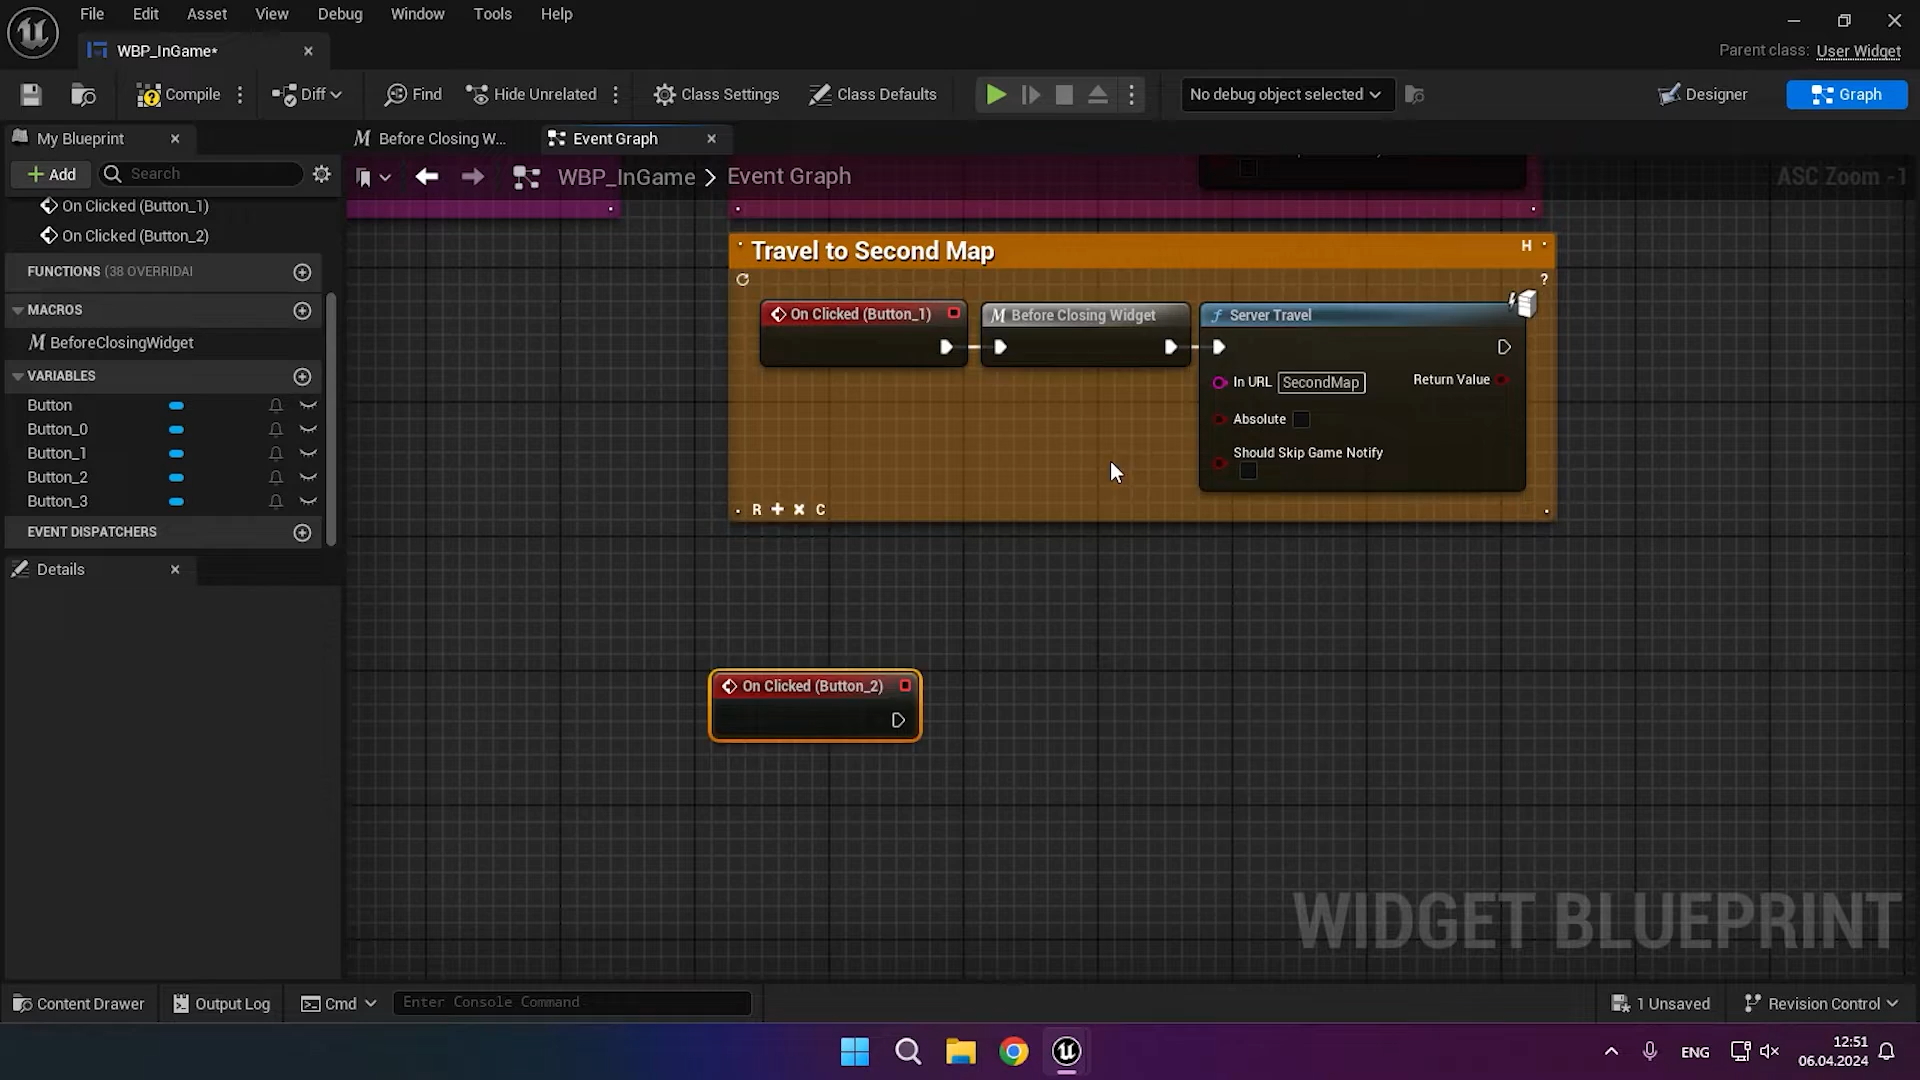 File Edit Asset View Debug Window Tools Help
WBP_InGame*
Parent class: User Widget
Compile Diff Find Hide Unrelated Class Settings Class Defaults No debug object selected Designer Graph
My Blueprint
Before Closing W...
Event Graph
+ Add
Search
WBP_InGame > Event Graph
ASC Zoom -1
On Clicked (Button_1)
On Clicked (Button_2)
FUNCTIONS (38 OVERRIDAI
MACROS
BeforeClosingWidget
VARIABLES
Button
Button_0
Button_1
Button_2
Button_3
EVENT DISPATCHERS
Details
Travel to Second Map
H
?
On Clicked (Button_1)
M Before Closing Widget
f Server Travel
In URL SecondMap
Return Value
Absolute
Should Skip Game Notify
R + × C
On Clicked (Button_2)
WIDGET BLUEPRINT
Content Drawer Output Log Cmd Enter Console Command 1 Unsaved Revision Control
ENG
12:51
06.04.2024